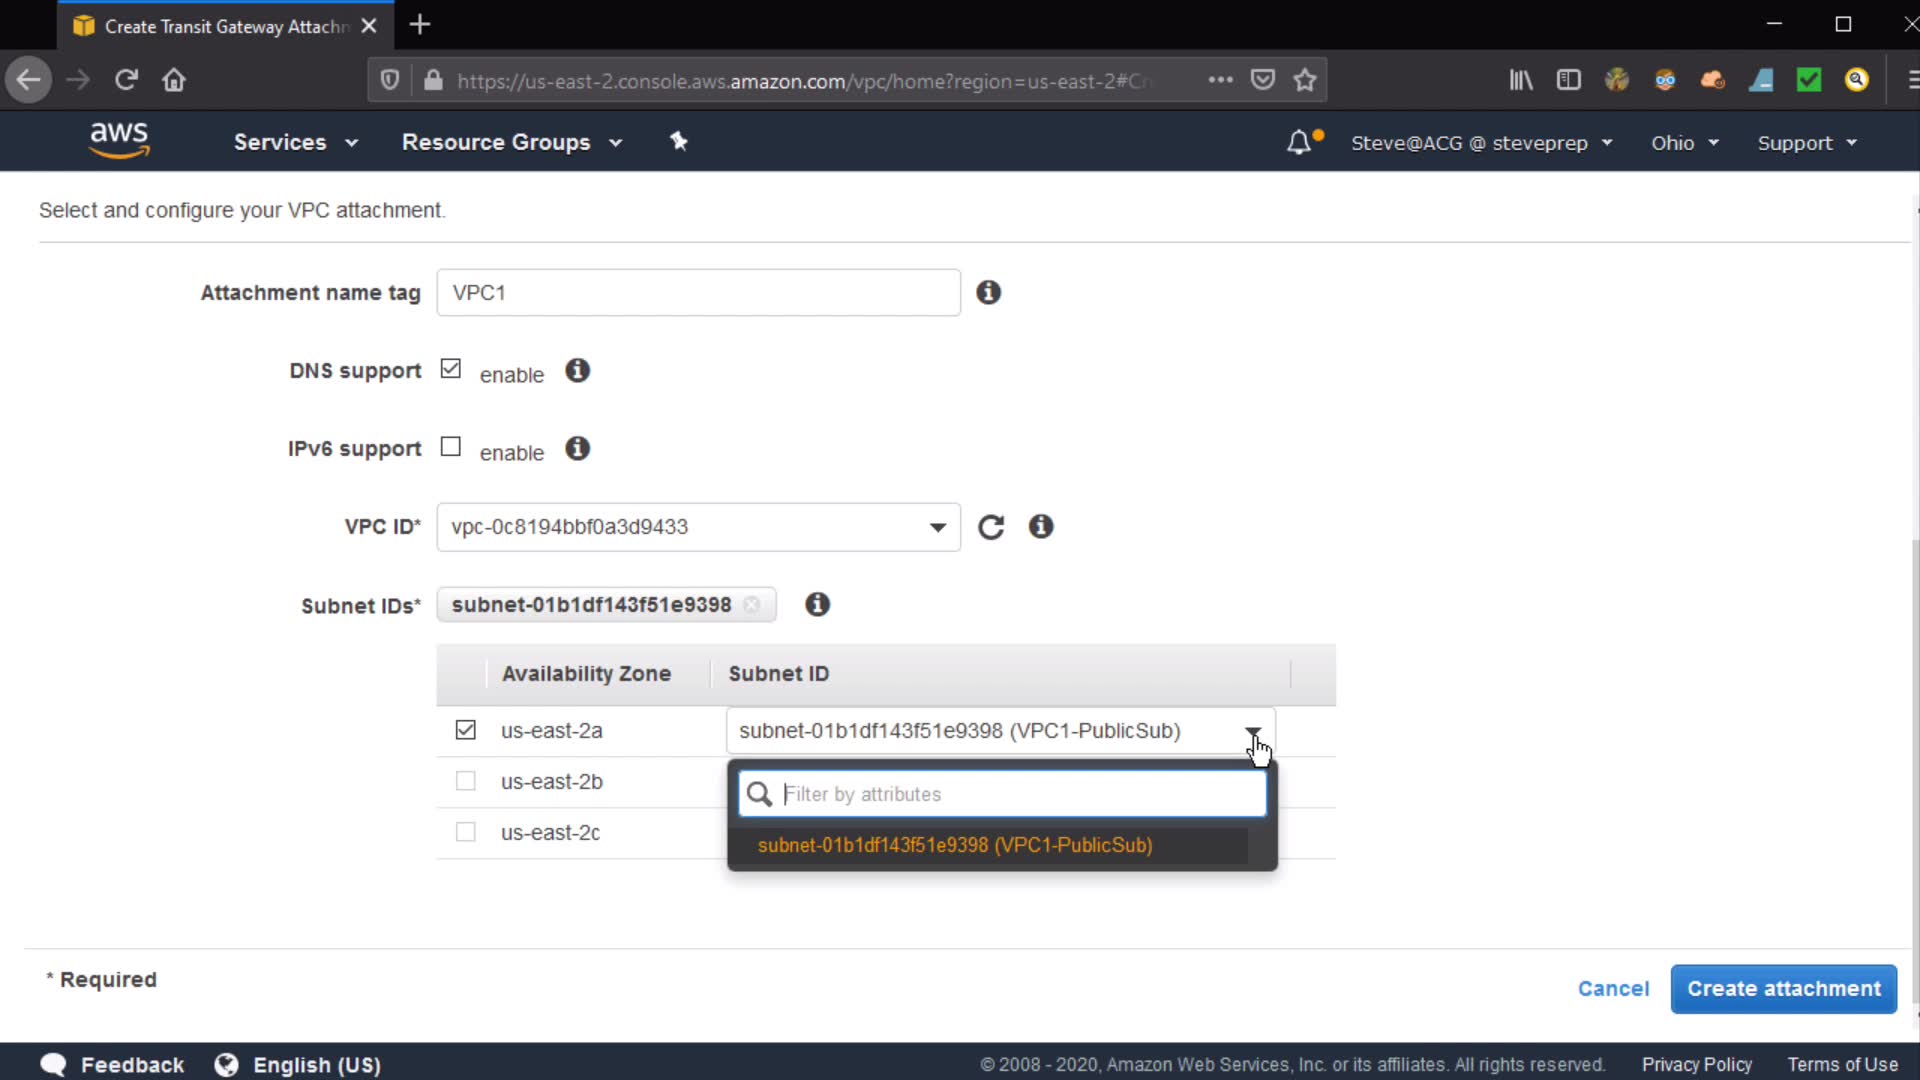 Create Transit Gateway Attachm
https://us-east-2.console.aws.amazon.com/vpc/home?region=us-east-2#Cr
aws Services Resource Groups Steve@ACG @ steveprep Ohio Support
Select and configure your VPC attachment.
Attachment name tag VPC1
DNS support enable
IPv6 support enable
VPC ID* vpc-0c8194bbf0a3d9433
Subnet IDs* subnet-01b1df143f51e9398
Availability Zone Subnet ID
us-east-2a subnet-01b1df143f51e9398 (VPC1-PublicSub)
us-east-2b
Filter by attributes
us-east-2c
subnet-01b1df143f51e9398 (VPC1-PublicSub)
* Required
Cancel Create attachment
Feedback English (US) © 2008 - 2020, Amazon Web Services, Inc. or its affiliates. All rights reserved. Privacy Policy Terms of Use